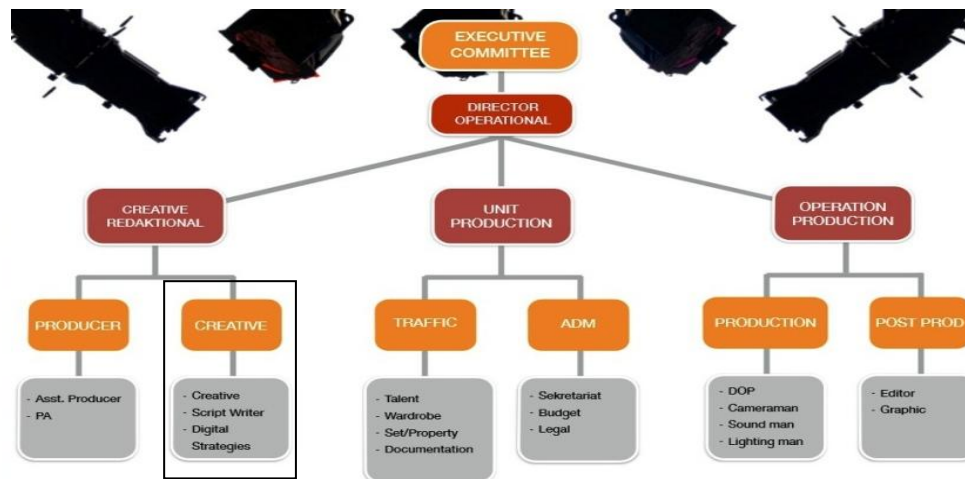 EXECUTIVE
COMMITTEE
DIRECTOR
OPERATIONAL
CREATIVE
REDAKTIONAL
UNIT
PRODUCTION
OPERATION
PRODUCTION
PRODUCER
CREATIVE
TRAFFIC
ADM
PRODUCTION
POST PROD
- Asst. Producer
- PA
- Creative
- Script Writer
- Digital
Strategies
- Talent
- Wardrobe
- Set/Property
- Documentation
- Sekretariat
- Budget
- Legal
- DOP
- Cameraman
- Sound man
- Lighting man
- Editor
- Graphic